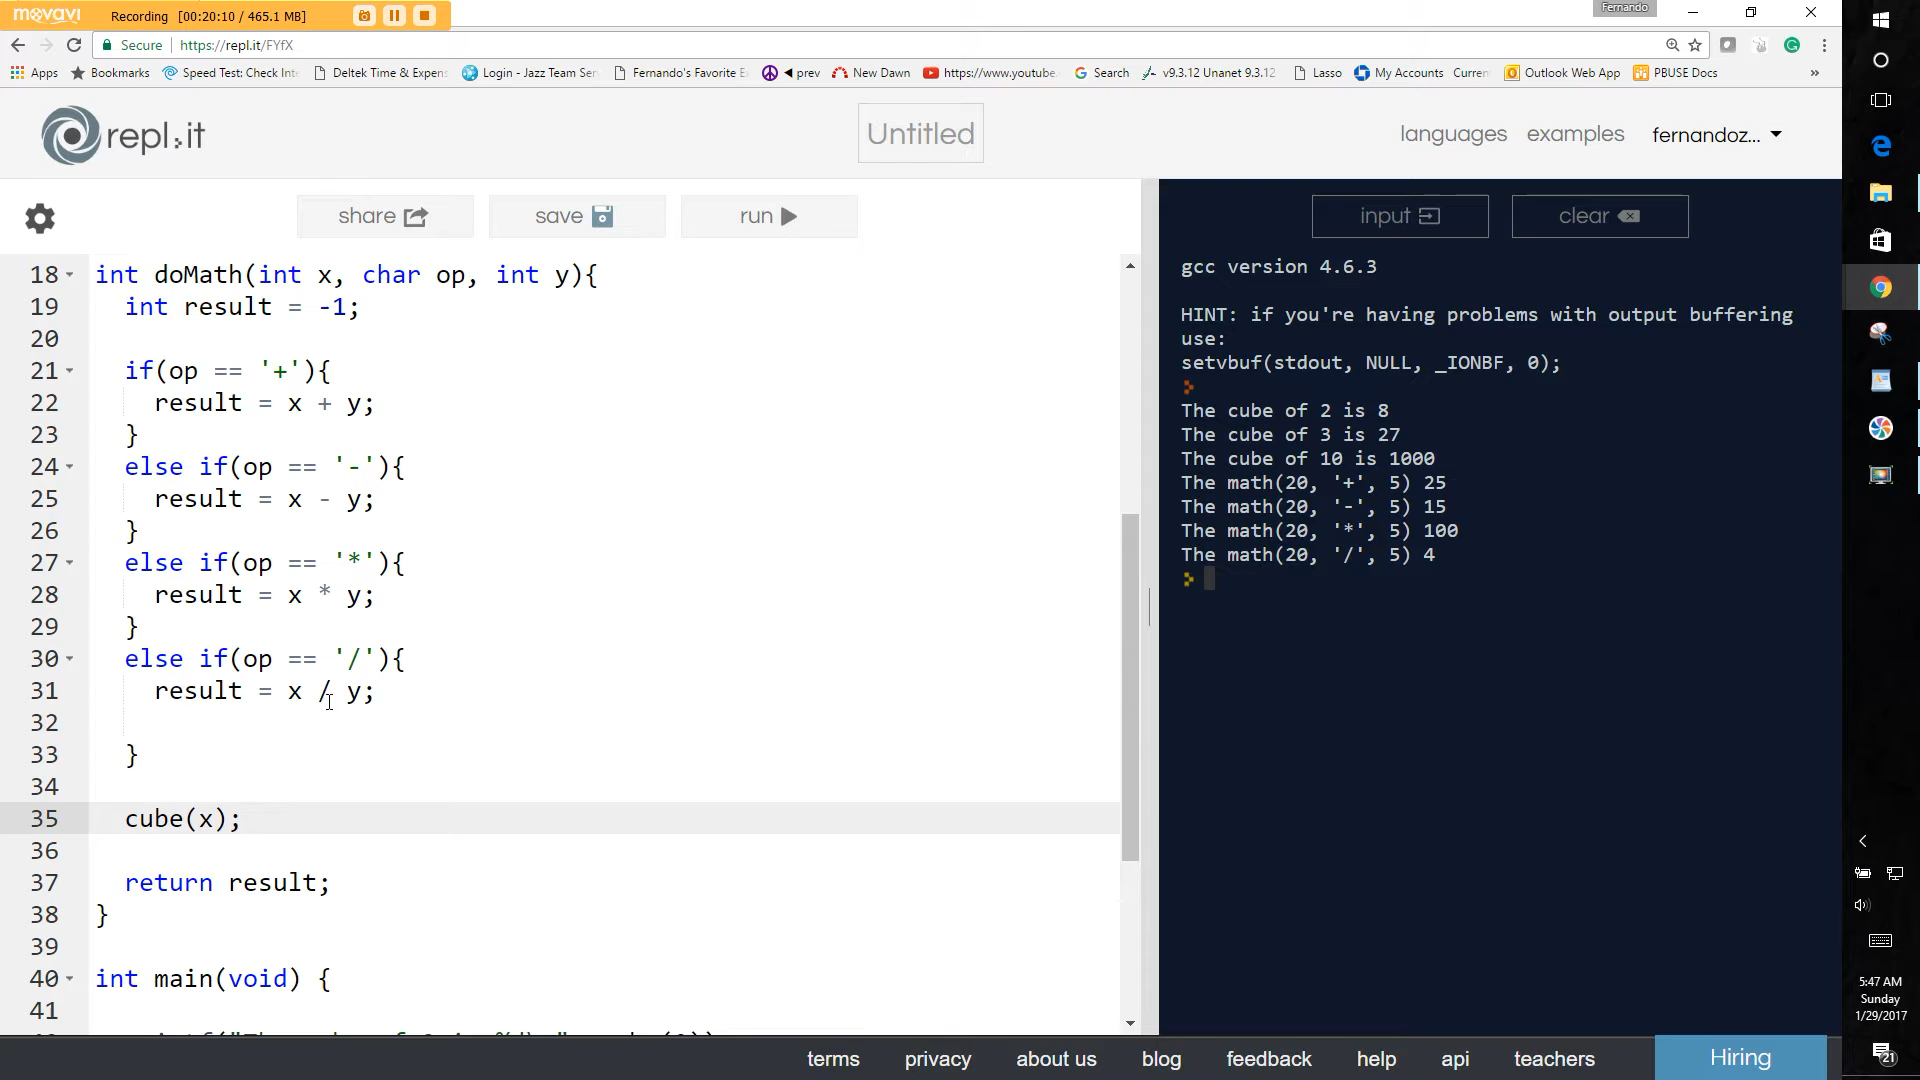 movavi Recording [00:20:10 / 465.1 MB]
Fernando
Secure https://repl.it/FYfX
Apps Bookmarks Speed Test: Check Inte Deltek Time & Expens Login - Jazz Team Ser Fernando's Favorite E prev New Dawn https://www.youtube. Search v9.3.12 Unanet 9.3.12 Lasso My Accounts Curren Outlook Web App PBUSE Docs »
repl.it
Untitled
languages examples fernandoz...
share save run
input clear
18 int doMath(int x, char op, int y){
19 int result = -1;
20
21 if(op == '+'){
22 result = x + y;
23 }
24 else if(op == '-'){
25 result = x - y;
26 }
27 else if(op == '*'){
28 result = x * y;
29 }
30 else if(op == '/'){
31 result = x / y;
32
33 }
34
35 cube(x);
36
37 return result;
38 }
39
40 int main(void) {
41
gcc version 4.6.3
HINT: if you're having problems with output buffering
use:
setvbuf(stdout, NULL, _IONBF, 0);
The cube of 2 is 8
The cube of 3 is 27
The cube of 10 is 1000
The math(20, '+', 5) 25
The math(20, '-', 5) 15
The math(20, '*', 5) 100
The math(20, '/', 5) 4
terms privacy about us blog feedback help api teachers Hiring
5:47 AM
Sunday
1/29/2017
21